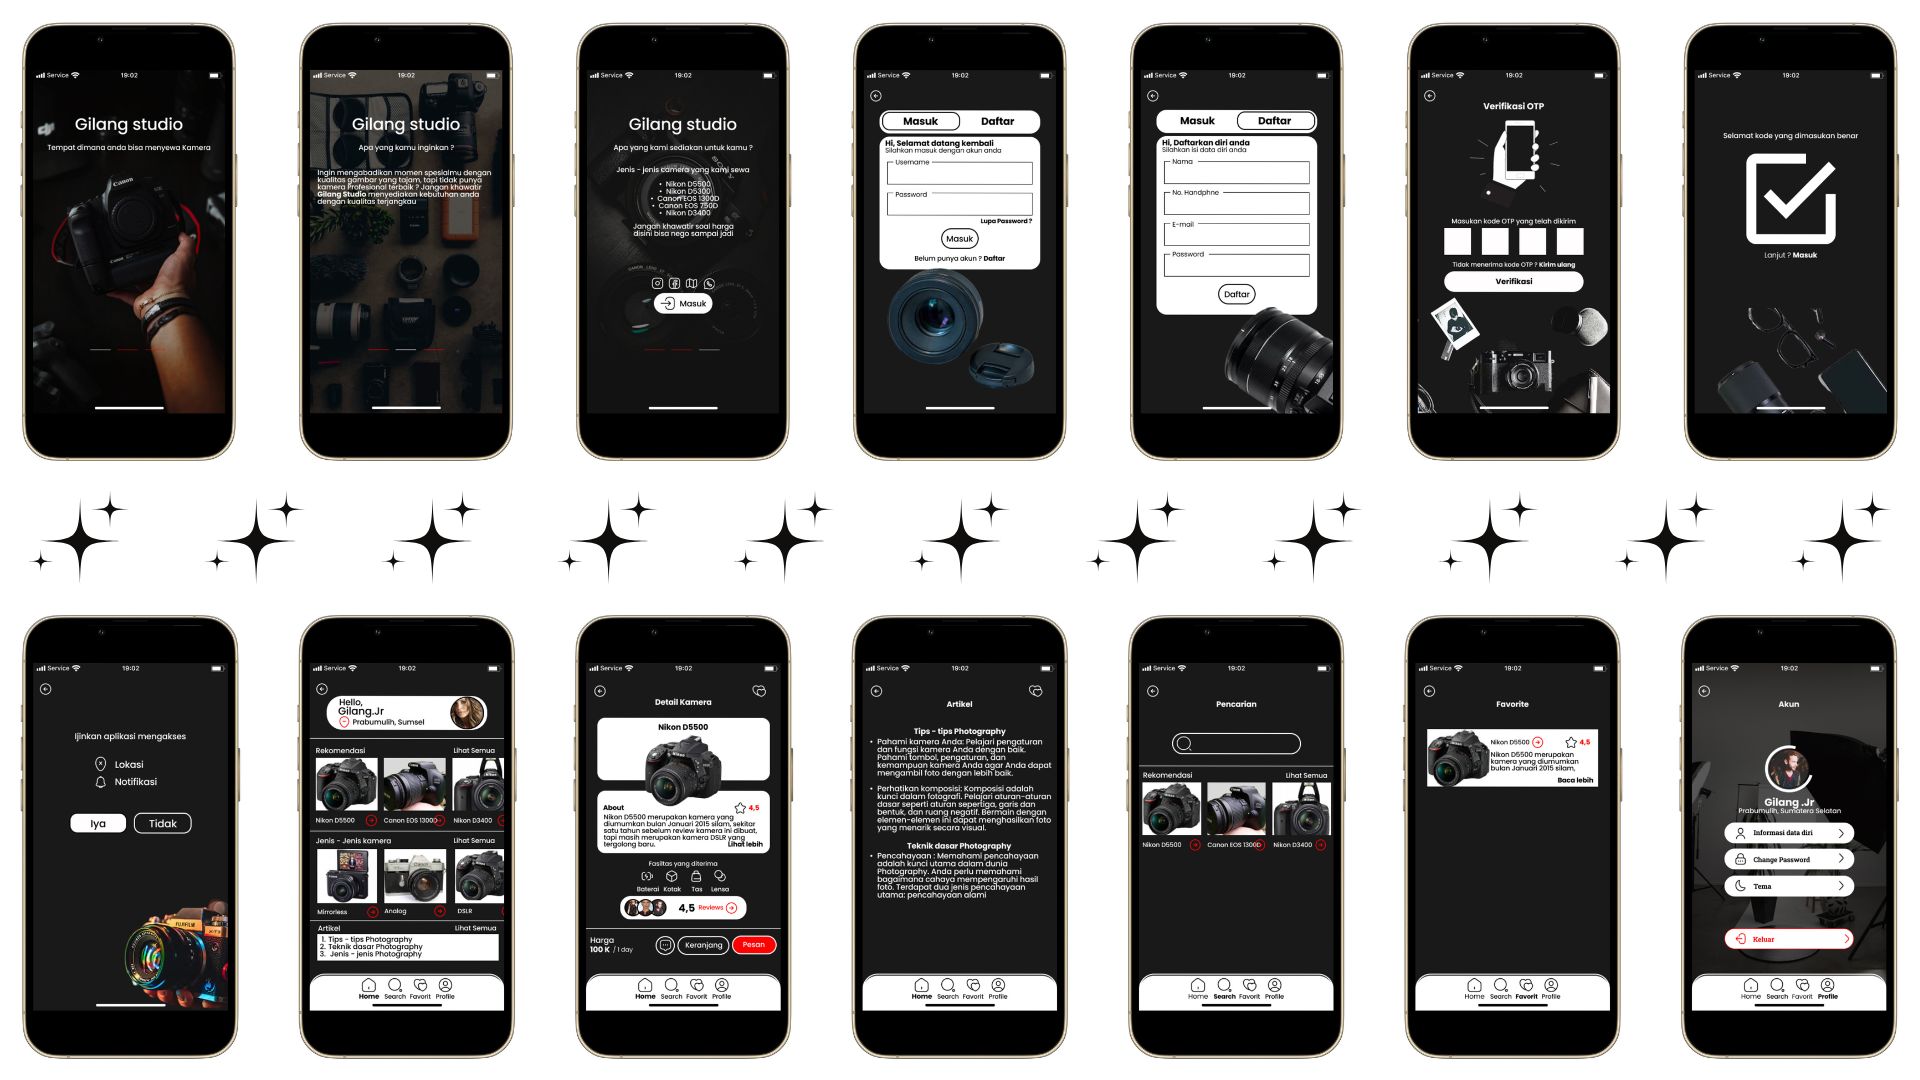 Service 19:02
Gilang studio
Tempat dimana anda bisa menyewa Kamera
Canon
Service 19:02
Gilang studio
Apa yang kamu inginkan ?
Ingin mengabadikan momen spesialmu dengan
kualitas gambar yang tajam, tapi tidak punya
kamera Profesional terbaik ? Jangan khawatir
Gilang Studio menyediakan kebutuhan anda
dengan kualitas terjangkau
Service 19:02
Gilang studio
Apa yang kami sediakan untuk kamu ?
Jenis - jenis camera yang kami sewa
• Nikon D5500
• Nikon D5300
• Canon EOS 1300D
• Canon EOS 750D
• Nikon D3400
Jangan khawatir soal harga
disini bisa nego sampai jadi
Masuk
Service 19:02
Masuk Daftar
Hi, Selamat datang kembali
Silahkan masuk dengan akun anda
Username
Password
Lupa Password ?
Masuk
Belum punya akun ? Daftar
Service 19:02
Masuk Daftar
Hi, Daftarkan diri anda
Silahkan isi data diri anda
Nama
No. Handphne
E-mail
Password
Daftar
Service 19:02
Verifikasi OTP
Masukan kode OTP yang telah dikirim
Tidak menerima kode OTP ? Kirim ulang
Verifikasi
Service 19:02
Selamat kode yang dimasukan benar
Lanjut ? Masuk
Service 19:02
Ijinkan aplikasi mengakses
Lokasi
Notifikasi
Iya Tidak
FUJIFILM
X-T3
Service 19:02
Hello,
Gilang.Jr
Prabumulih, Sumsel
Rekomendasi Lihat Semua
Nikon D5500 Canon EOS 1300D Nikon D3400
Jenis - Jenis kamera Lihat Semua
Mirrorless Analog DSLR
Artikel Lihat Semua
1. Tips - tips Photography
2. Teknik dasar Photography
3. Jenis - jenis Photography
Home Search Favorit Profile
Service 19:02
Detail Kamera
Nikon D5500
About 4,5
Nikon D5500 merupakan kamera yang
diumumkan bulan Januari 2015 silam, sekitar
satu tahun sebelum review kamera ini dibuat,
tapi masih merupakan kamera DSLR yang
tergolong baru. Lihat lebih
Fasilitas yang diterima
Baterai Kotak Tas Lensa
4,5 Reviews
Harga
100 K / 1 day
Keranjang Pesan
Home Search Favorit Profile
Service 19:02
Artikel
Tips - tips Photography
• Pahami kamera Anda: Pelajari pengaturan
dan fungsi kamera Anda dengan baik.
Pahami tombol, pengaturan, dan
kemampuan kamera Anda agar Anda dapat
mengambil foto dengan lebih baik.
• Perhatikan komposisi: Komposisi adalah
kunci dalam fotografi. Pelajari aturan-aturan
dasar seperti aturan sepertiga, garis dan
bentuk, dan ruang negatif. Bermain dengan
elemen-elemen ini dapat menghasilkan foto
yang menarik secara visual.
Teknik dasar Photography
• Pencahayaan : Memahami pencahayaan
adalah kunci utama dalam dunia
Photography. Anda perlu memahami
bagaimana cahaya mempengaruhi hasil
foto. Terdapat dua jenis pencahayaan
utama: pencahayaan alami
Home Search Favorit Profile
Service 19:02
Pencarian
Rekomendasi Lihat Semua
Nikon D5500 Canon EOS 1300D Nikon D3400
Home Search Favorit Profile
Service 19:02
Favorite
Nikon D5500 4,5
Nikon D5500 merupakan
kamera yang diumumkan
bulan Januari 2015 silam,
Baca lebih
Home Search Favorit Profile
Service 19:02
Akun
Gilang .Jr
Prabumulih, Sumatera Selatan
Informasi data diri
Change Password
Tema
Keluar
Home Search Favorit Profile